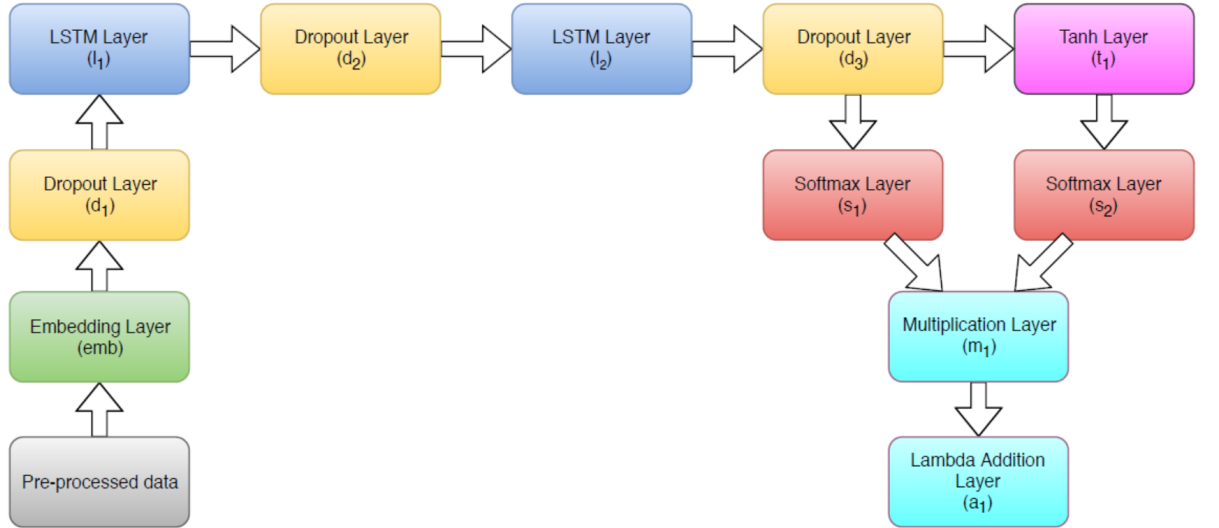 LSTM Layer
(l₁)
Dropout Layer
(d₂)
LSTM Layer
(l₂)
Dropout Layer
(d₃)
Tanh Layer
(t₁)
Dropout Layer
(d₁)
Softmax Layer
(s₁)
Softmax Layer
(s₂)
Embedding Layer
(emb)
Multiplication Layer
(m₁)
Pre-processed data
Lambda Addition
Layer
(a₁)